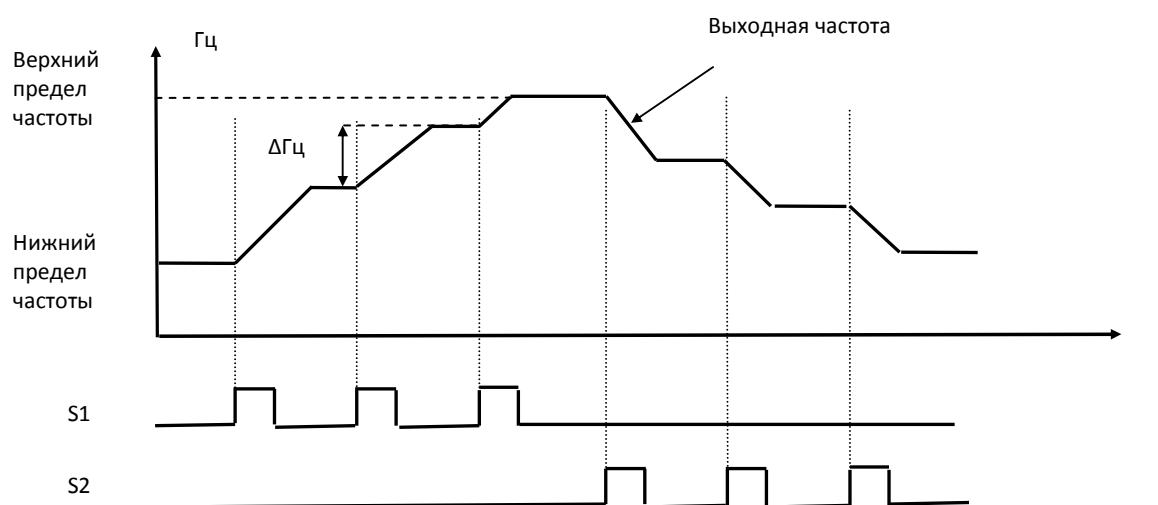 Гц
Выходная частота
Верхний
предел
частоты
ΔГц
Нижний
предел
частоты
S1
S2